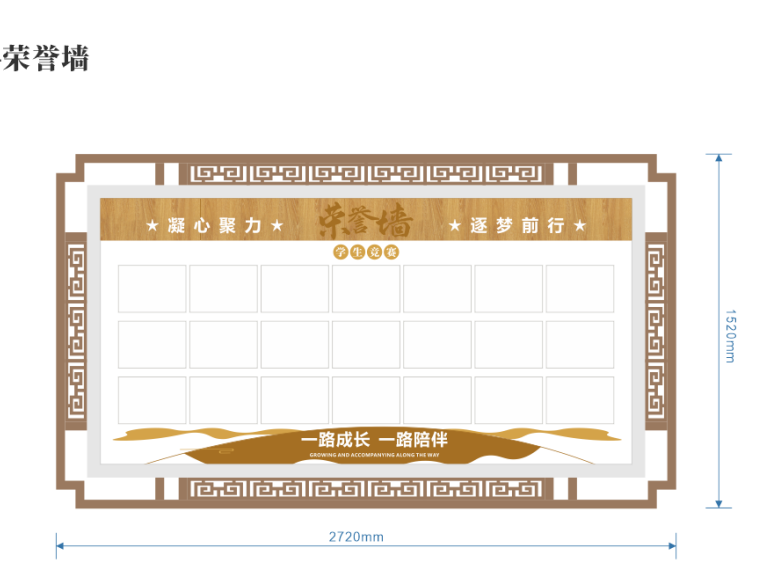 荣誉墙
★ 凝心聚力 ★ 荣誉墙 ★ 逐梦前行 ★
学生竞赛
一路成长 一路陪伴
GROWING AND ACCOMPANYING ALONG THE WAY
1520mm
2720mm